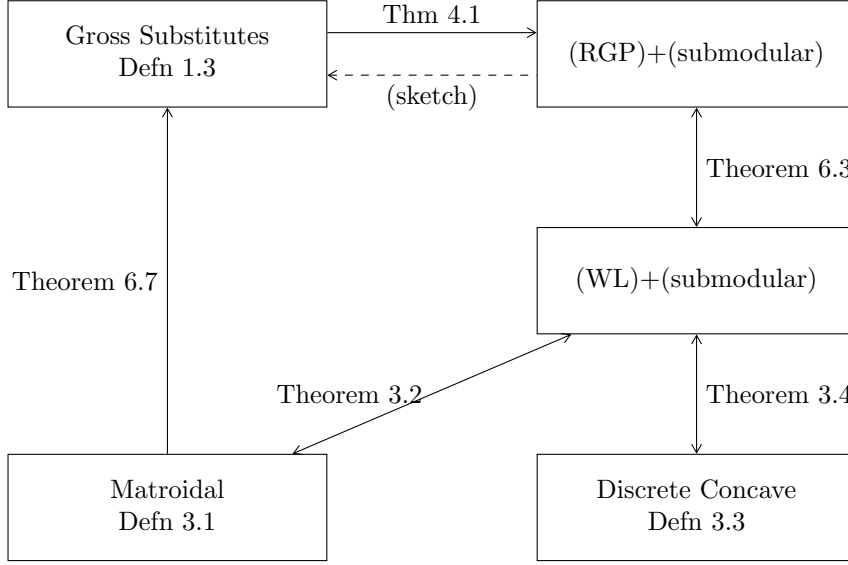 Gross Substitutes
Defn 1.3
Thm 4.1
(sketch)
(RGP)+(submodular)
Theorem 6.3
Theorem 6.7
(WL)+(submodular)
Theorem 3.2
Theorem 3.4
Matroidal
Defn 3.1
Discrete Concave
Defn 3.3